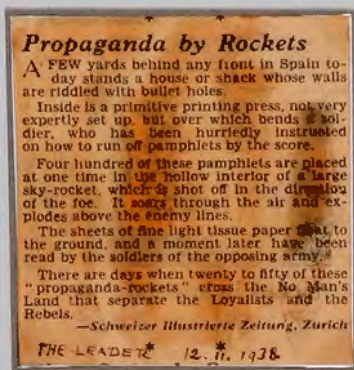 Propaganda by Rockets
A FEW yards behind any front in Spain to-
day stands a house or shack whose walls
are riddled with bullet holes.
Inside is a primitive printing press, not very
expertly set up, but over which bends a sol-
dier, who has been hurriedly instructed
on how to run off pamphlets by the score.
Four hundred of these pamphlets are placed
at one time in the hollow interior of a large
sky-rocket, which is shot off in the direction
of the foe. It soars through the air and ex-
plodes above the enemy lines.
The sheets of fine light tissue paper float to
the ground, and a moment later have been
read by the soldiers of the opposing army.
There are days when twenty to fifty of these
"propaganda-rockets" cross the No Man's
Land that separate the Loyalists and the
Rebels.
—Schweizer Illustrierte Zeitung, Zurich
THE LEADER 12. 11. 1938